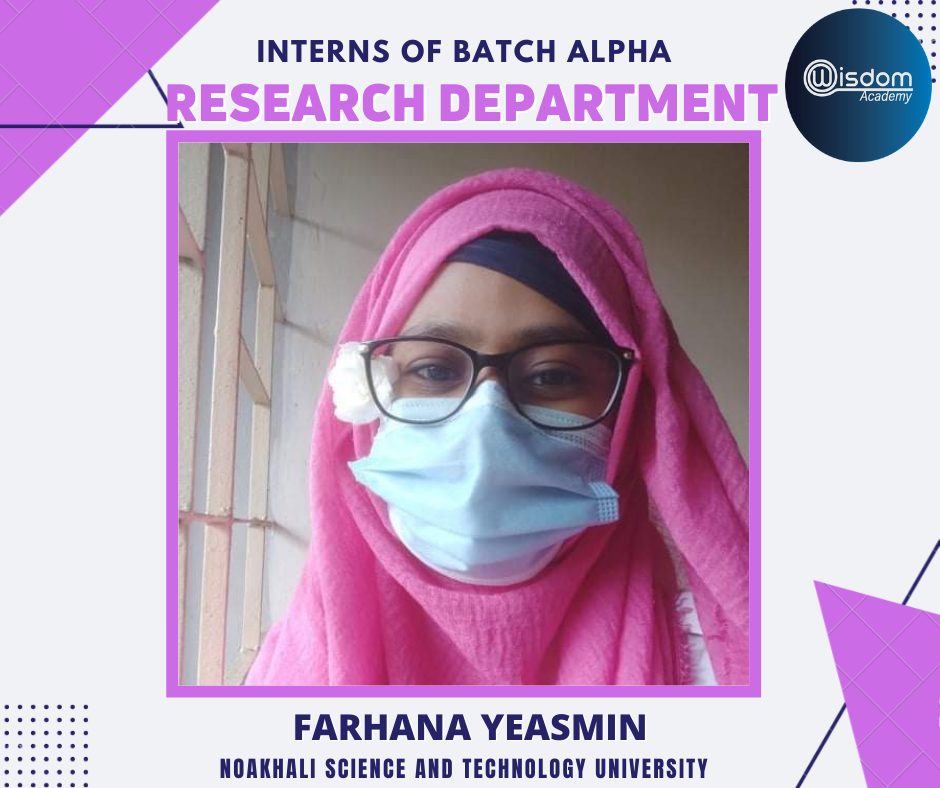 INTERNS OF BATCH ALPHA
RESEARCH DEPARTMENT
Wisdom
Academy
FARHANA YEASMIN
NOAKHALI SCIENCE AND TECHNOLOGY UNIVERSITY